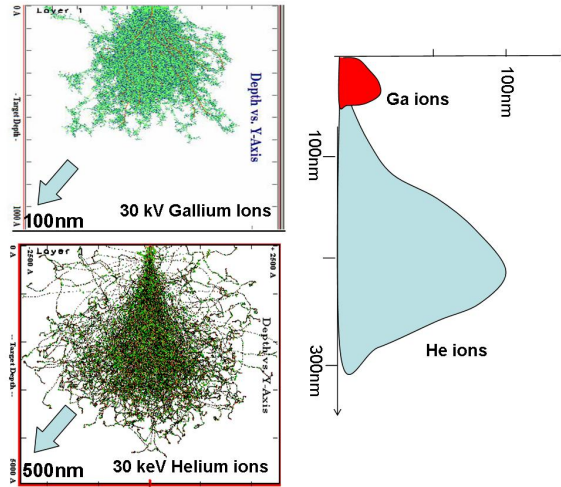 0 A
Layer 1
Depth vs. Y-Axis
- Target Depth -
1000 A
100nm
30 kV Gallium Ions
0 A
-2500 A
Layer 1
+2500 A
Depth vs. Y-Axis
-- Target Depth --
5000 A
500nm
30 keV Helium ions
100nm
Ga ions
100nm
He ions
300nm